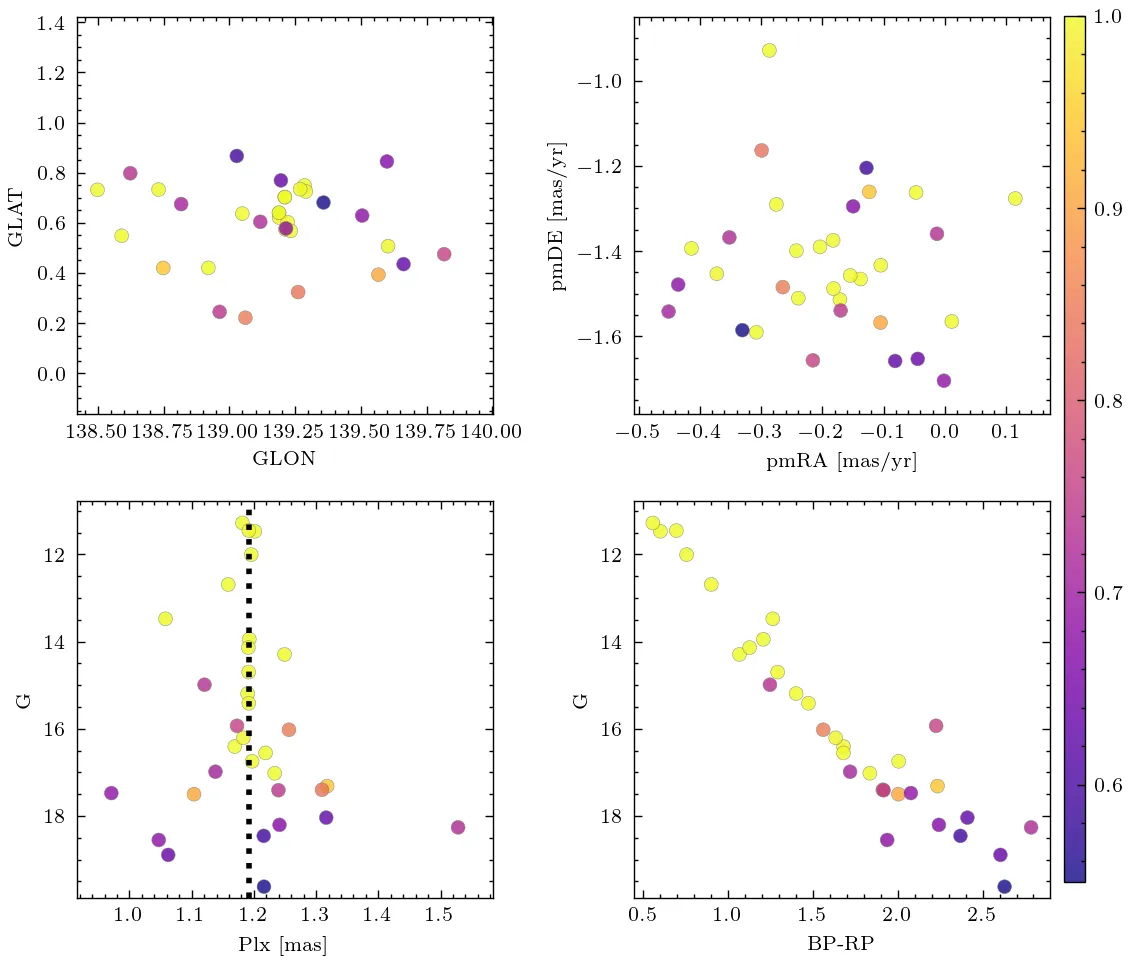 1.4
1.2
1.0
0.8
0.6
0.4
0.2
0.0
GLAT
138.50 138.75 139.00 139.25 139.50 139.75 140.00
GLON
−1.0
−1.2
−1.4
−1.6
pmDE [mas/yr]
−0.5 −0.4 −0.3 −0.2 −0.1 0.0 0.1
pmRA [mas/yr]
12
14
16
18
G
1.0 1.1 1.2 1.3 1.4 1.5
Plx [mas]
12
14
16
18
G
0.5 1.0 1.5 2.0 2.5
BP-RP
1.0
0.9
0.8
0.7
0.6